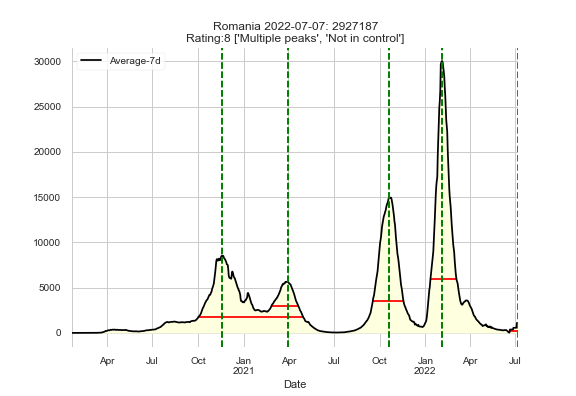 Romania 2022-07-07: 2927187
Rating:8 ['Multiple peaks', 'Not in control']
Average-7d
30000
25000
20000
15000
10000
5000
0
Apr Jul Oct Jan Apr Jul Oct Jan Apr Jul
2021 2022
Date